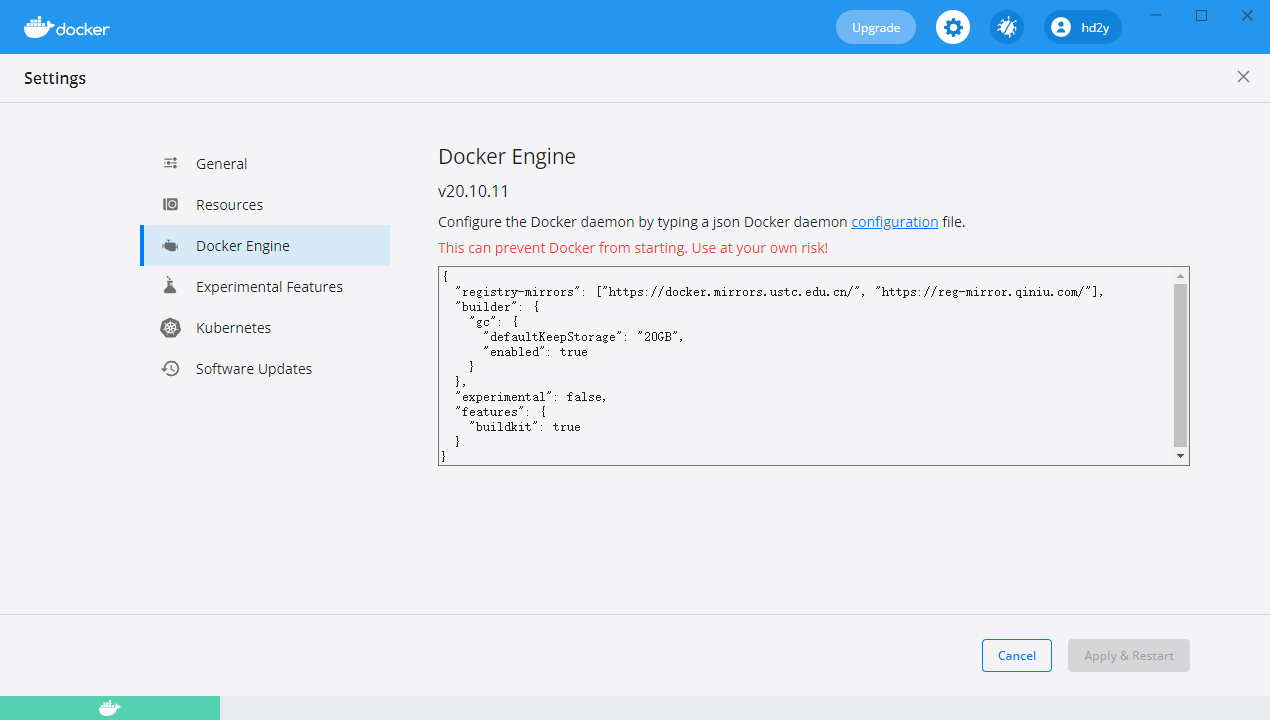 docker
Upgrade
hd2y
Settings
General
Resources
Docker Engine
Experimental Features
Kubernetes
Software Updates
Docker Engine
v20.10.11
Configure the Docker daemon by typing a json Docker daemon configuration file.
This can prevent Docker from starting. Use at your own risk!
{
  "registry-mirrors": ["https://docker.mirrors.ustc.edu.cn/", "https://reg-mirror.qiniu.com/"],
  "builder": {
    "gc": {
      "defaultKeepStorage": "20GB",
      "enabled": true
    }
  },
  "experimental": false,
  "features": {
    "buildkit": true
  }
}
Cancel
Apply & Restart